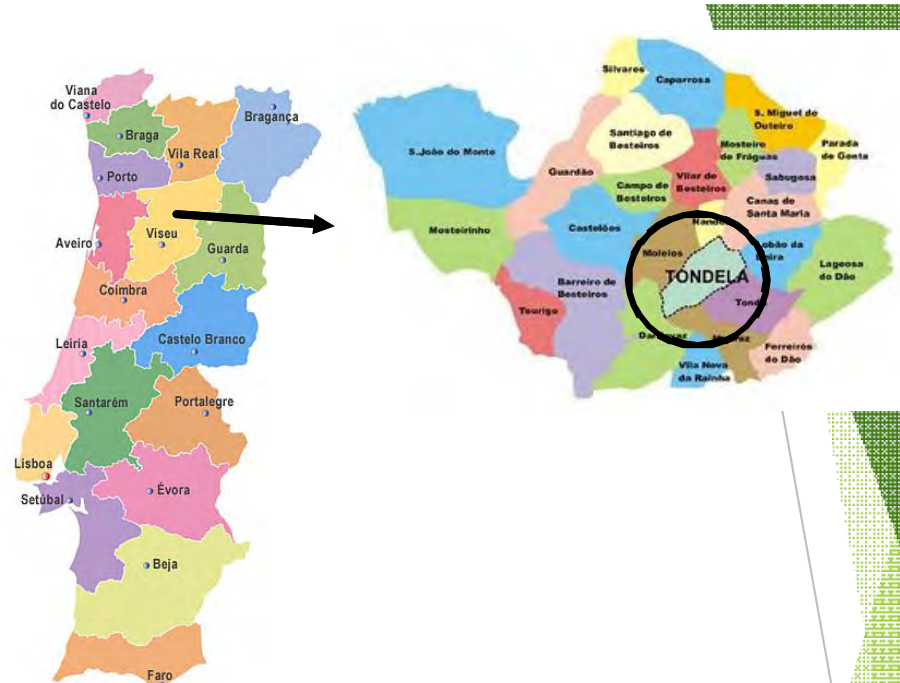 Viana
do Castelo
Braga
Bragança
Vila Real
Porto
Aveiro
Viseu
Guarda
Coimbra
Leiria
Castelo Branco
Santarém
Portalegre
Lisboa
Setúbal
Évora
Beja
Faro
Silvares
Caparrosa
S. Miguel do
Outeiro
Santiago de
Besteiros
Mosteiro
de Fráguas
Parada
de Gonta
S.João do Monte
Guardão
Vilar de
Besteiros
Sabugosa
Campo de
Besteiros
Canas de
Santa Maria
Mosteirinho
Castelões
Molelos
TONDELA
Lageosa
do Dão
Barreiro de
Besteiros
Tonda
Tourigo
Ferreirós
do Dão
Vila Nova
da Rainha